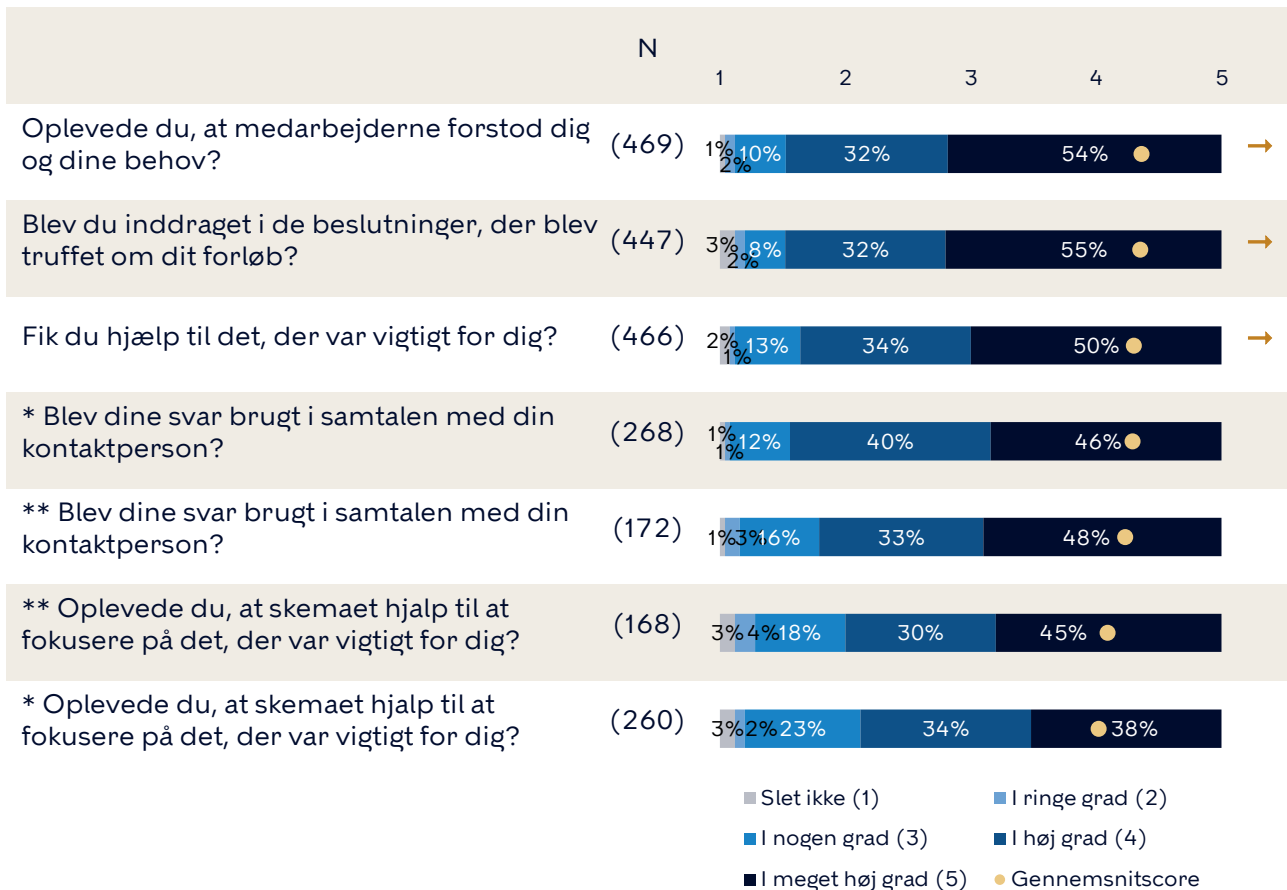 N
1 2 3 4 5
Oplevede du, at medarbejderne forstod dig
og dine behov?
(469)
1% 2% 10% 32% 54%
→
Blev du inddraget i de beslutninger, der blev
truffet om dit forløb?
(447)
3% 2% 8% 32% 55%
→
Fik du hjælp til det, der var vigtigt for dig?
(466)
2% 1% 13% 34% 50%
→
* Blev dine svar brugt i samtalen med din
kontaktperson?
(268)
1% 1% 12% 40% 46%
** Blev dine svar brugt i samtalen med din
kontaktperson?
(172)
1% 3% 16% 33% 48%
** Oplevede du, at skemaet hjalp til at
fokusere på det, der var vigtigt for dig?
(168)
3% 4% 18% 30% 45%
* Oplevede du, at skemaet hjalp til at
fokusere på det, der var vigtigt for dig?
(260)
3% 2% 23% 34% 38%
Slet ikke (1)
I ringe grad (2)
I nogen grad (3)
I høj grad (4)
I meget høj grad (5)
Gennemsnitscore